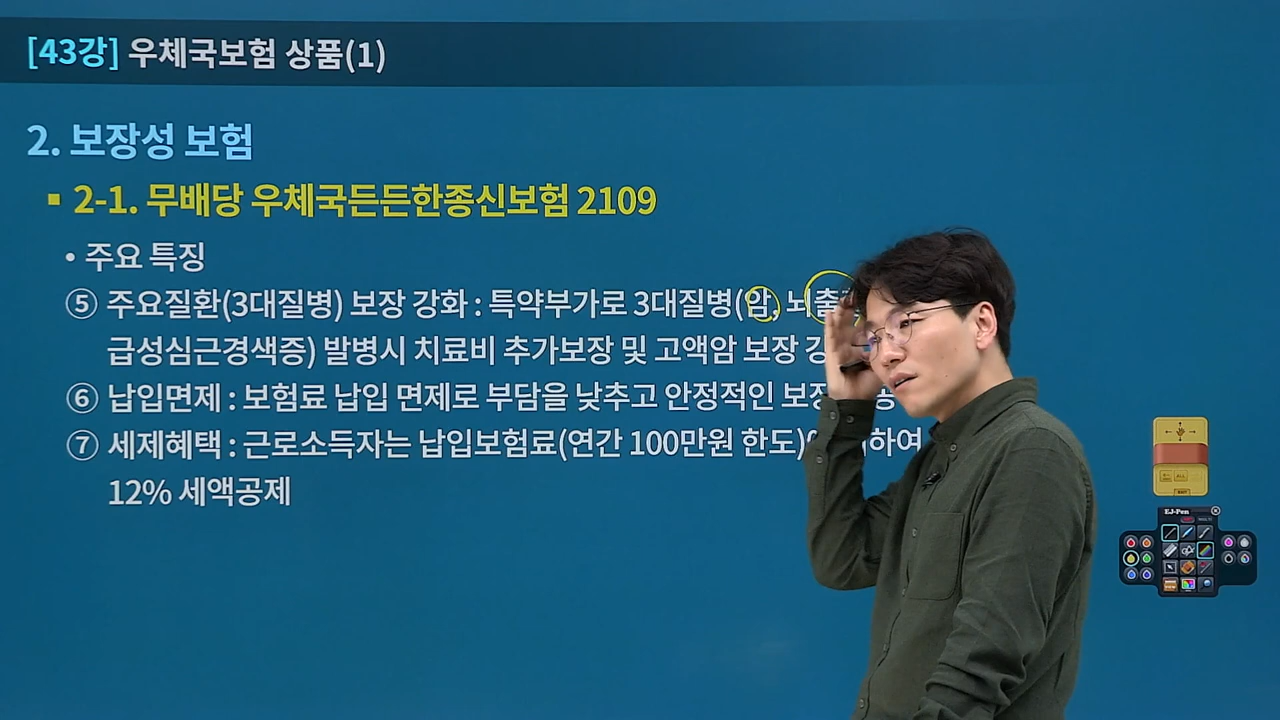 [43강] 우체국보험 상품(1)
2. 보장성 보험
▪ 2-1. 무배당 우체국든든한종신보험 2109
• 주요 특징
⑤ 주요질환(3대질병) 보장 강화 : 특약부가로 3대질병(암, 뇌출
급성심근경색증) 발병시 치료비 추가보장 및 고액암 보장
⑥ 납입면제 : 보험료 납입 면제로 부담을 낮추고 안정적인
⑦ 세제혜택 : 근로소득자는 납입보험료(연간 100만원 한도)
12% 세액공제
EJ-Pen